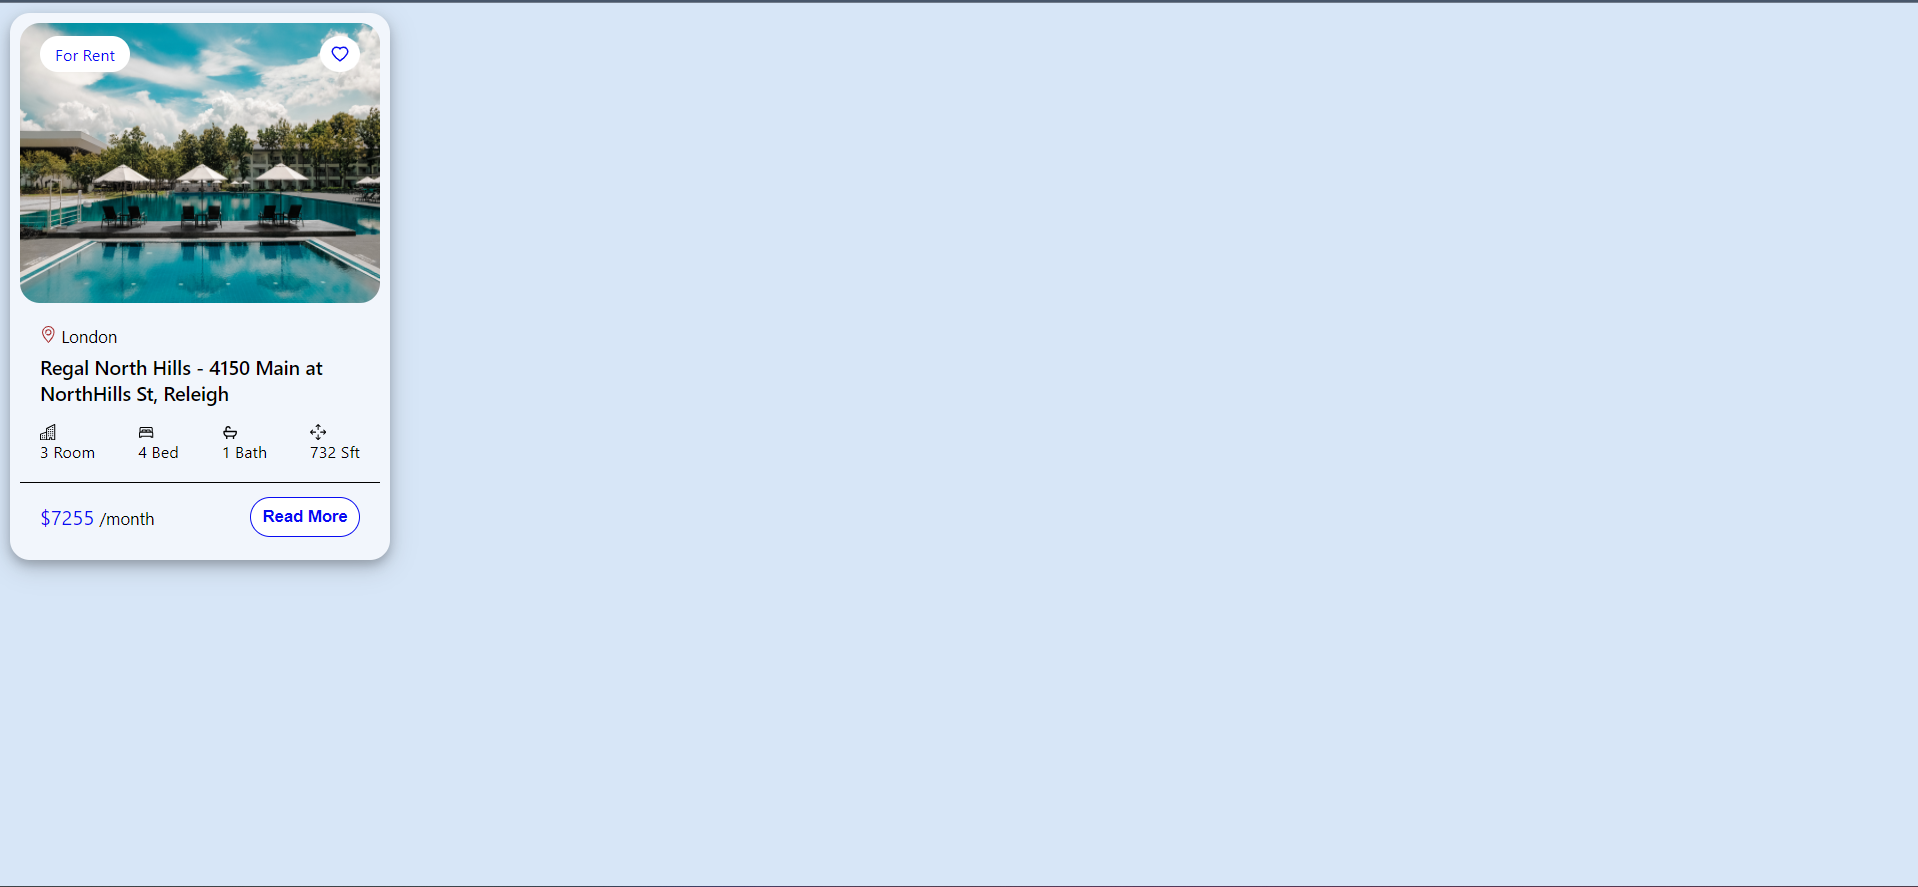 For Rent
London
Regal North Hills - 4150 Main at
NorthHills St, Releigh
3 Room
4 Bed
1 Bath
732 Sft
$7255 /month
Read More